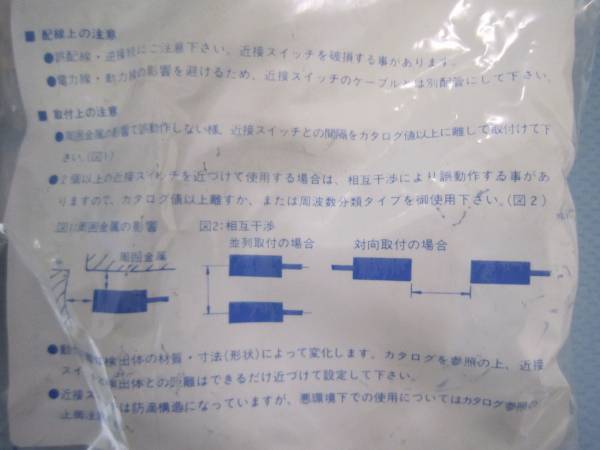 ■ 配線上の注意
●誤配線・逆接続にご注意下さい。近接スイッチを破損する事があります。
●電力線・動力線の影響を避けるため、近接スイッチのケーブルとは別配管にして下さい。
■ 取付上の注意
●周囲金属の影響で誤動作しない様、近接スイッチとの間隔をカタログ値以上に離して取付けて下
さい。(図1)
●2個以上の近接スイッチを近づけて使用する場合は、相互干渉により誤動作する事があ
りますので、カタログ値以上離すか、または周波数分類タイプを御使用下さい。(図2)
図1:周囲金属の影響 図2:相互干渉
並列取付の場合 対向取付の場合
周囲金属
●動 検出体の材質・寸法(形状)によって変化します。カタログを参照の上、近接
スイッチと検出体との距離はできるだけ近づけて設定して下さい。
●近接スイッチは防滴構造になっていますが、悪環境下での使用についてはカタログ参照の
上御注